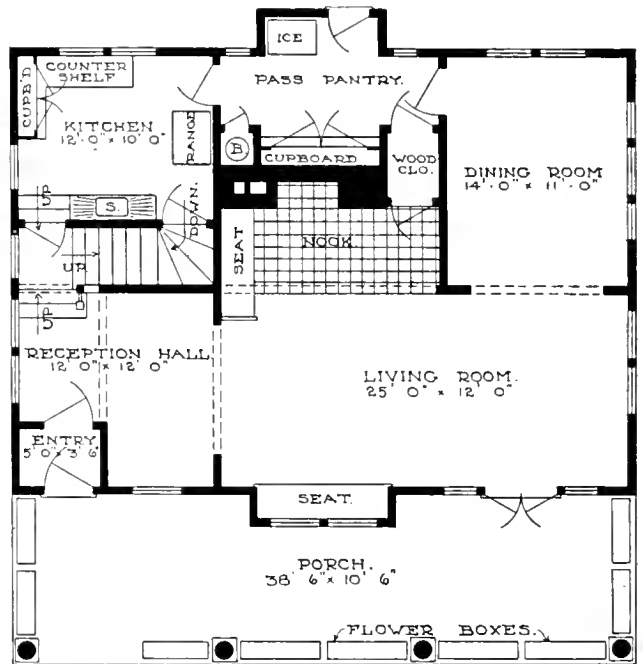 ICE
COUNTER
SHELF
CUPB'D
PASS PANTRY.
KITCHEN
12'0" x 10'0"
RANGE
B
CUPBOARD
WOOD
CLO.
DINING ROOM
14'-0" x 11'-0"
S.
UP
DOWN.
SEAT
NOOK.
UP
UP
RECEPTION HALL
12'0" x 12'0"
LIVING ROOM.
25'0" x 12'0"
ENTRY
5'0" x 3'6"
SEAT.
PORCH.
38'6" x 10'6"
FLOWER BOXES.